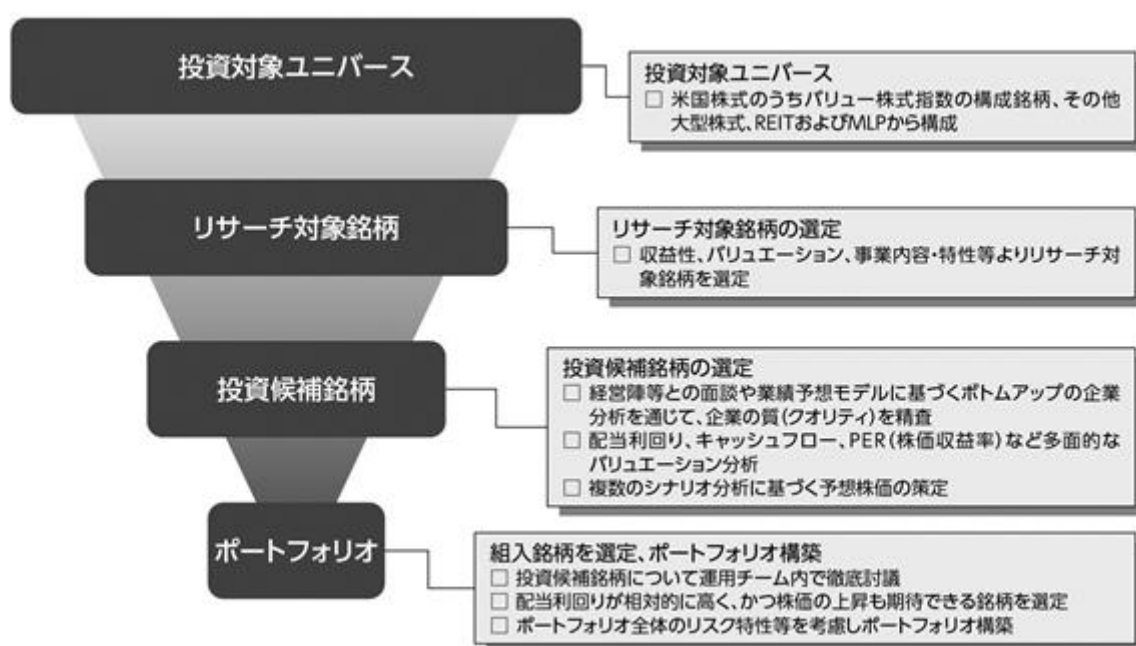 投資対象ユニバース
投資対象ユニバース
□ 米国株式のうちバリュー株式指数の構成銘柄、その他
大型株式、REITおよびMLPから構成
リサーチ対象銘柄
リサーチ対象銘柄の選定
□ 収益性、バリュエーション、事業内容・特性等よりリサーチ対
象銘柄を選定
投資候補銘柄
投資候補銘柄の選定
□ 経営陣等との面談や業績予想モデルに基づくボトムアップの企業
分析を通じて、企業の質(クオリティ)を精査
□ 配当利回り、キャッシュフロー、PER(株価収益率)など多面的な
バリュエーション分析
□ 複数のシナリオ分析に基づく予想株価の策定
ポートフォリオ
組入銘柄を選定、ポートフォリオ構築
□ 投資候補銘柄について運用チーム内で徹底討議
□ 配当利回りが相対的に高く、かつ株価の上昇も期待できる銘柄を選定
□ ポートフォリオ全体のリスク特性等を考慮しポートフォリオ構築